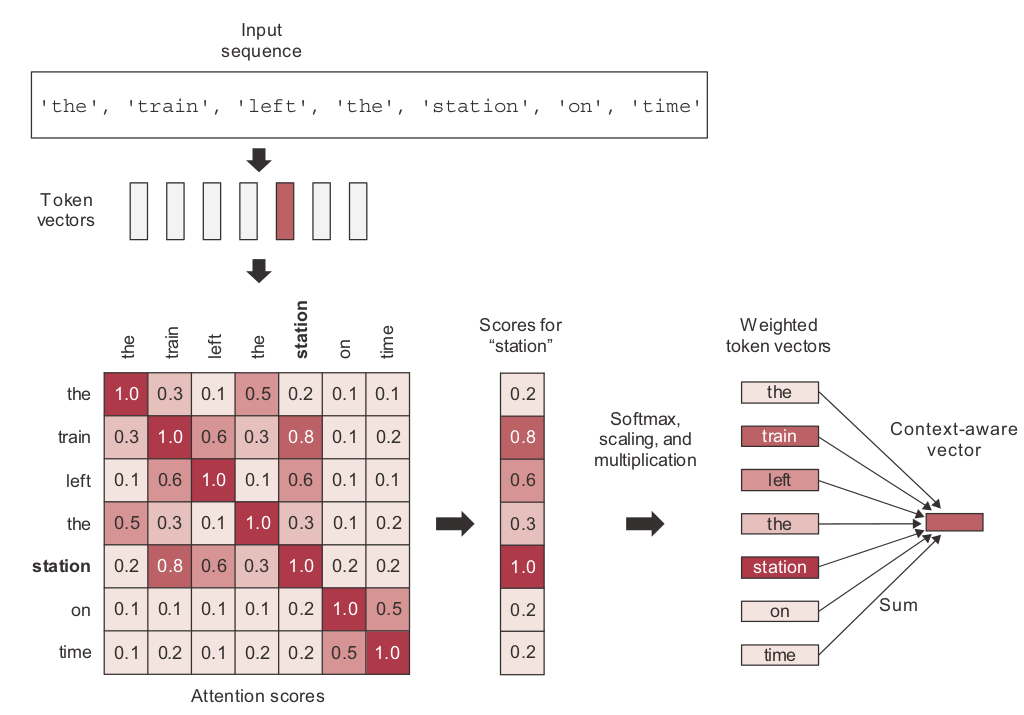 Input
sequence
'the', 'train', 'left', 'the', 'station', 'on', 'time'
Token
vectors
the train left the station on time
the 1.0 0.3 0.1 0.5 0.2 0.1 0.1
train 0.3 1.0 0.6 0.3 0.8 0.1 0.2
left 0.1 0.6 1.0 0.1 0.6 0.1 0.1
the 0.5 0.3 0.1 1.0 0.3 0.1 0.2
station 0.2 0.8 0.6 0.3 1.0 0.2 0.2
on 0.1 0.1 0.1 0.1 0.2 1.0 0.5
time 0.1 0.2 0.1 0.2 0.2 0.5 1.0
Attention scores
Scores for
“station”
0.2
0.8
0.6
0.3
1.0
0.2
0.2
Softmax,
scaling, and
multiplication
Weighted
token vectors
the
train
left
the
station
on
time
Context-aware
vector
Sum